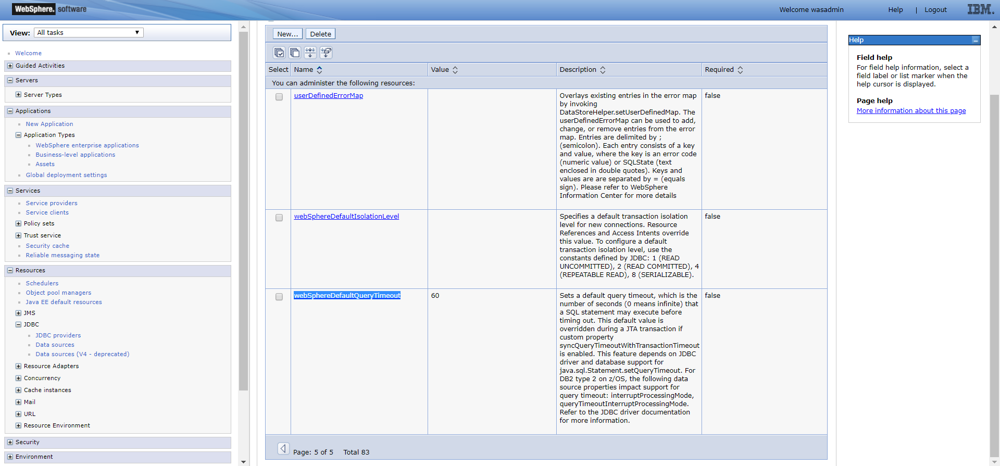 WebSphere. software
Welcome wasadmin
Help | Logout
IBM.
View: All tasks
Welcome
Guided Activities
Servers
Server Types
Applications
New Application
Application Types
WebSphere enterprise applications
Business-level applications
Assets
Global deployment settings
Services
Service providers
Service clients
Policy sets
Trust service
Security cache
Reliable messaging state
Resources
Schedulers
Object pool managers
Java EE default resources
JMS
JDBC
JDBC providers
Data sources
Data sources (V4 - deprecated)
Resource Adapters
Concurrency
Cache instances
Mail
URL
Resource Environment
Security
Environment
New... Delete
Select Name Value Description Required
You can administer the following resources:
userDefinedErrorMap
Overlays existing entries in the error map
by invoking
DataStoreHelper.setUserDefinedMap. The
userDefinedErrorMap can be used to add,
change, or remove entries from the error
map. Entries are delimited by ;
(semicolon). Each entry consists of a key
and value, where the key is an error code
(numeric value) or SQLState (text
enclosed in double quotes). Keys and
values are are separated by = (equals
sign). Please refer to WebSphere
Information Center for more details
false
webSphereDefaultIsolationLevel
Specifies a default transaction isolation
level for new connections. Resource
References and Access Intents override
this value. To configure a default
transaction isolation level, use the
constants defined by JDBC: 1 (READ
UNCOMMITTED), 2 (READ COMMITTED), 4
(REPEATABLE READ), 8 (SERIALIZABLE).
false
webSphereDefaultQueryTimeout
60
Sets a default query timeout, which is the
number of seconds (0 means infinite) that
a SQL statement may execute before
timing out. This default value is
overridden during a JTA transaction if
custom property
syncQueryTimeoutWithTransactionTimeout
is enabled. This feature depends on JDBC
driver and database support for
java.sql.Statement.setQueryTimeout. For
DB2 type 2 on z/OS, the following data
source properties impact support for
query timeout: interruptProcessingMode,
queryTimeoutInterruptProcessingMode.
Refer to the JDBC driver documentation
for more information.
false
Page: 5 of 5 Total 83
Help
Field help
For field help information, select a
field label or list marker when the
help cursor is displayed.
Page help
More information about this page